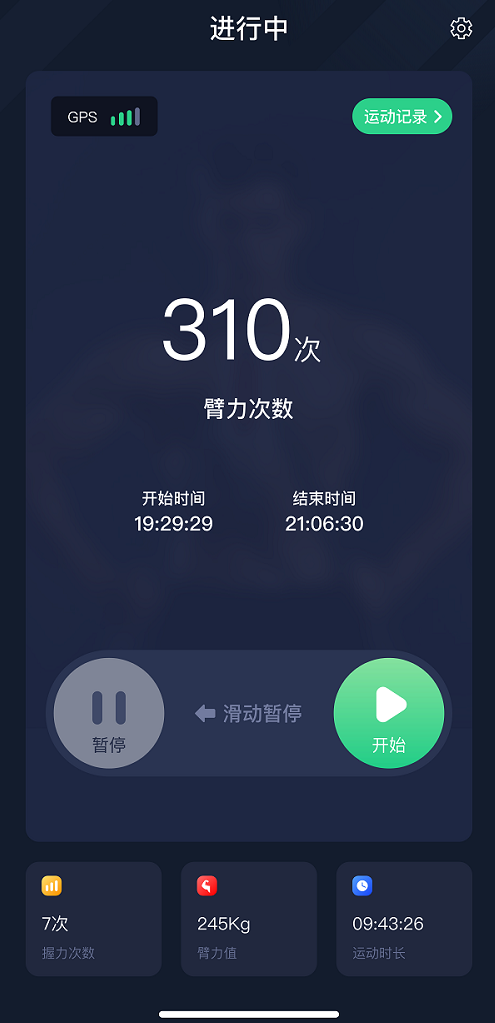 进行中
GPS
运动记录
310次
臂力次数
开始时间 结束时间
19:29:29 21:06:30
暂停 滑动暂停 开始
7次 245Kg 09:43:26
握力次数 臂力值 运动时长